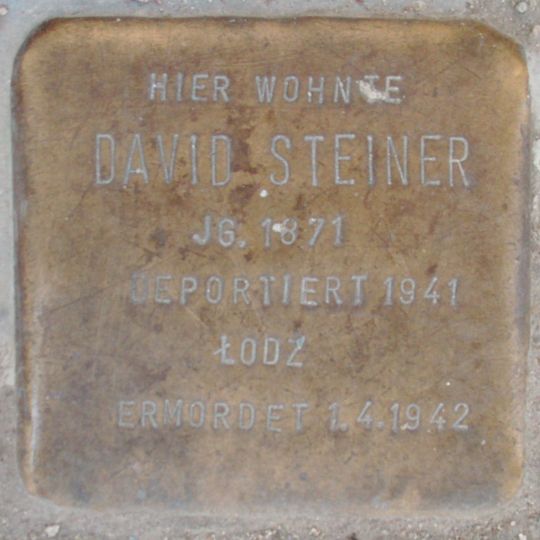 HIER WOHNTE
DAVID STEINER
JG. 1871
DEPORTIERT 1941
ŁODZ
ERMORDET 1.4.1942